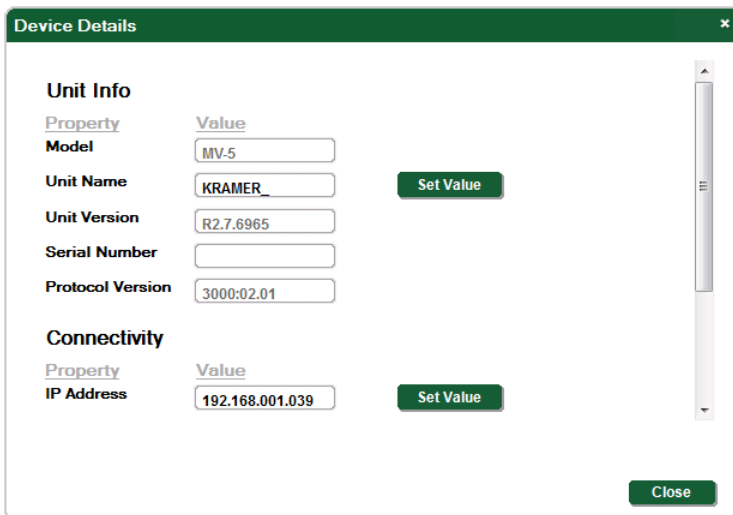 Device Details ×
Unit Info
Property Value
Model MV-5
Unit Name KRAMER_ Set Value
Unit Version R2.7.6965
Serial Number
Protocol Version 3000:02.01
Connectivity
Property Value
IP Address 192.168.001.039 Set Value
Close